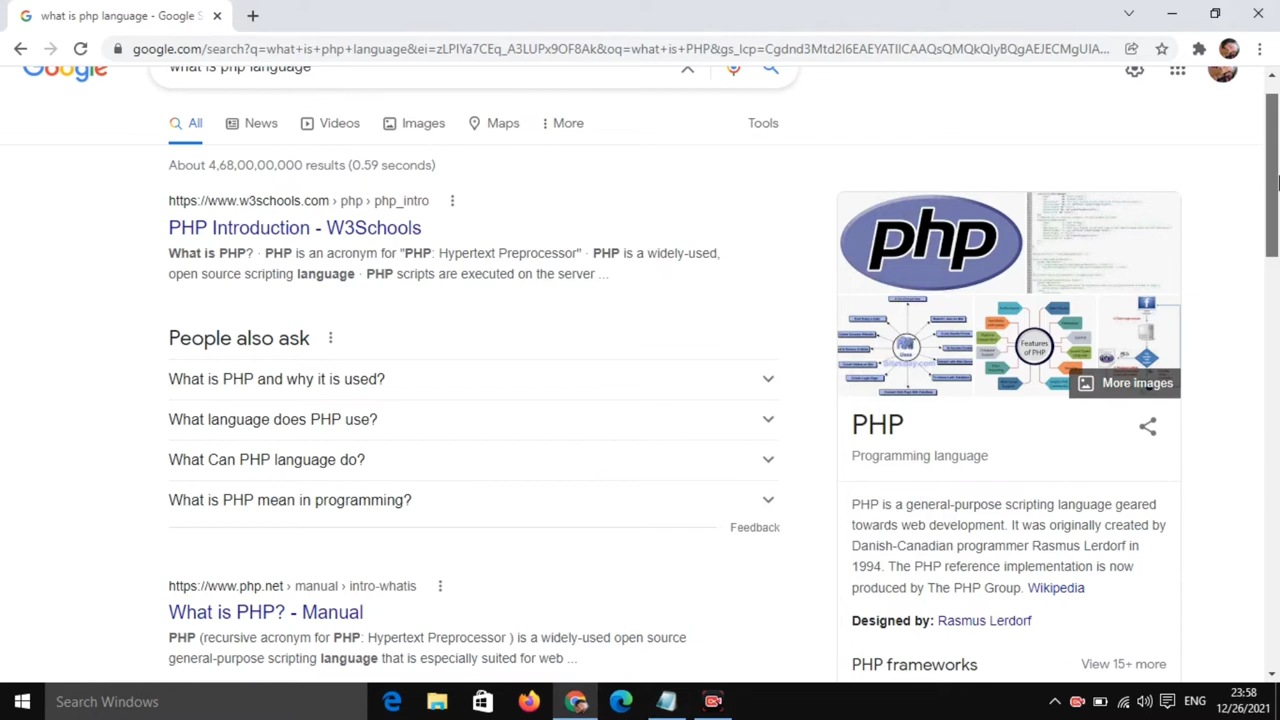 what is php language - Google S
google.com/search?q=what+is+php+language&ei=zLPIYa7CEq_A3LUPx9OF8Ak&oq=what+is+PHP&gs_lcp=Cgdnd3Mtd2l6EAEYATIICAAQsQMQkQIyBQgAEJECMgUIA...
Google
what is php language
All
News
Videos
Images
Maps
More
Tools
About 4,68,00,00,000 results (0.59 seconds)
https://www.w3schools.com › php › php_intro
PHP Introduction - W3Schools
What is PHP? · PHP is an acronym for "PHP: Hypertext Preprocessor" · PHP is a widely-used,
open source scripting language · PHP scripts are executed on the server ...
People also ask
What is PHP and why it is used?
What language does PHP use?
What Can PHP language do?
What is PHP mean in programming?
Feedback
https://www.php.net › manual › intro-whatis
What is PHP? - Manual
PHP (recursive acronym for PHP: Hypertext Preprocessor ) is a widely-used open source
general-purpose scripting language that is especially suited for web ...
php
Features
of PHP
More images
PHP
Programming language
PHP is a general-purpose scripting language geared
towards web development. It was originally created by
Danish-Canadian programmer Rasmus Lerdorf in
1994. The PHP reference implementation is now
produced by The PHP Group. Wikipedia
Designed by: Rasmus Lerdorf
PHP frameworks
View 15+ more
Search Windows
ENG
23:58
12/26/2021